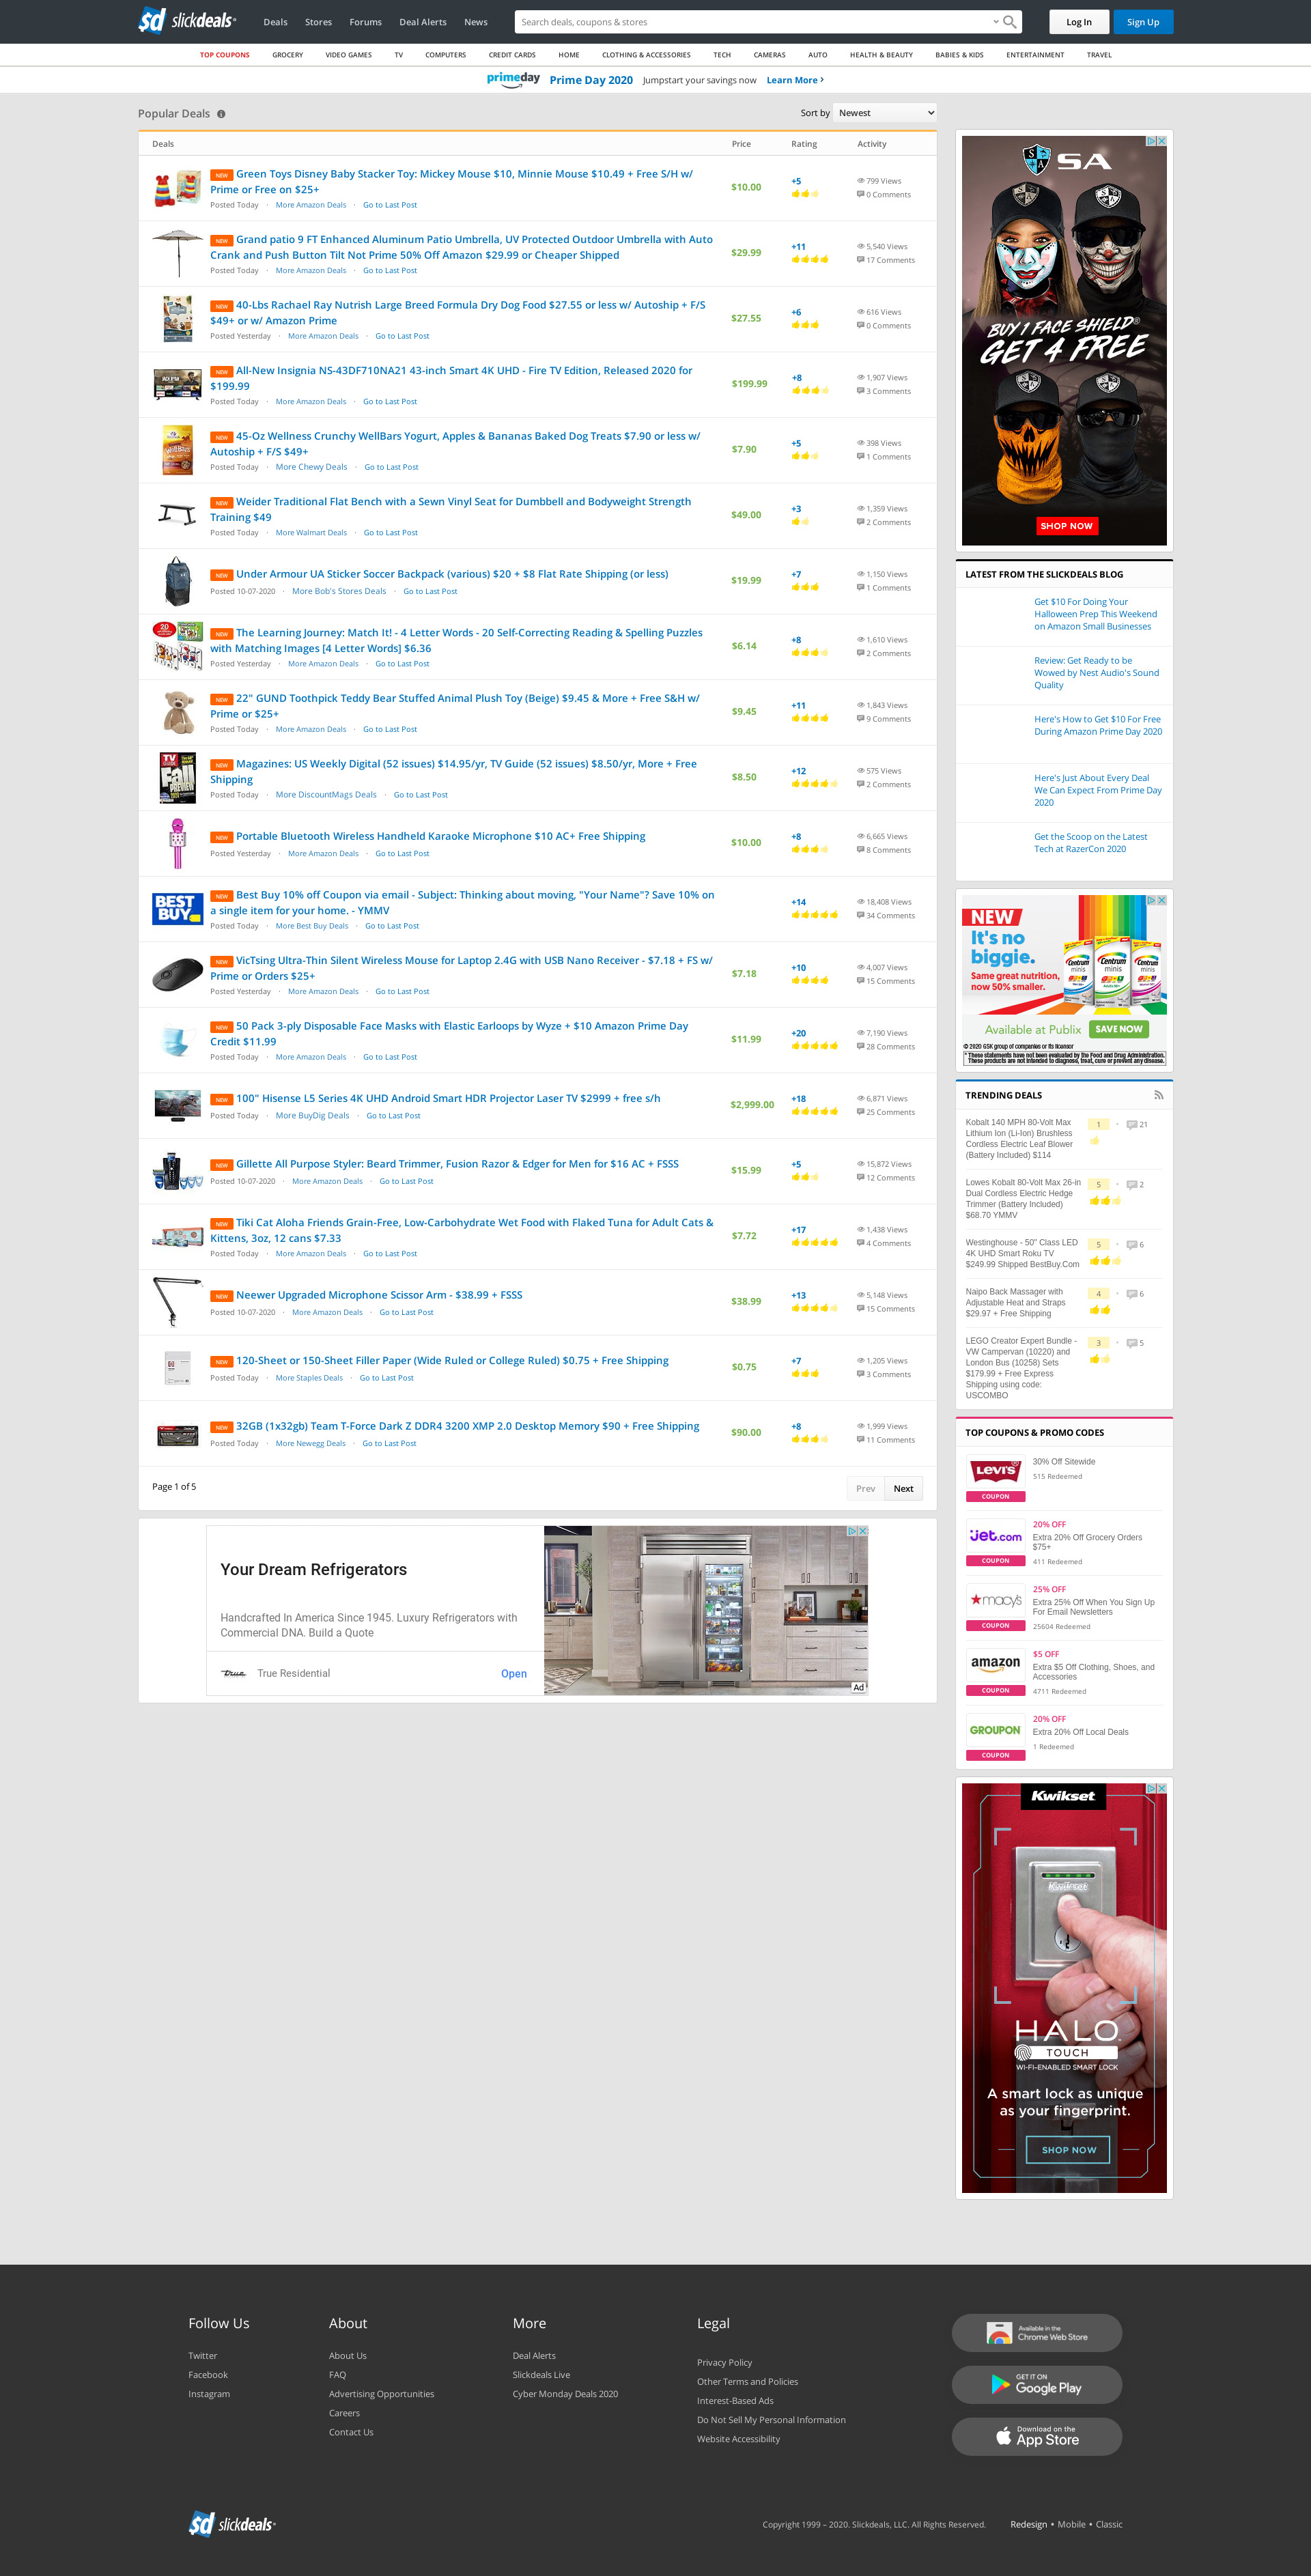 slickdeals
Deals
Stores
Forums
Deal Alerts
News
Search deals, coupons & stores
Log In
Sign Up
TOP COUPONS
GROCERY
VIDEO GAMES
TV
COMPUTERS
CREDIT CARDS
HOME
CLOTHING & ACCESSORIES
TECH
CAMERAS
AUTO
HEALTH & BEAUTY
BABIES & KIDS
ENTERTAINMENT
TRAVEL
primeday Prime Day 2020 Jumpstart your savings now Learn More
Popular Deals
Sort by Newest
Deals Price Rating Activity
NEW Green Toys Disney Baby Stacker Toy: Mickey Mouse $10, Minnie Mouse $10.49 + Free S/H w/
Prime or Free on $25+
Posted Today · More Amazon Deals · Go to Last Post
$10.00
+5
799 Views
0 Comments
NEW Grand patio 9 FT Enhanced Aluminum Patio Umbrella, UV Protected Outdoor Umbrella with Auto
Crank and Push Button Tilt Not Prime 50% Off Amazon $29.99 or Cheaper Shipped
Posted Today · More Amazon Deals · Go to Last Post
$29.99
+11
5,540 Views
17 Comments
NEW 40-Lbs Rachael Ray Nutrish Large Breed Formula Dry Dog Food $27.55 or less w/ Autoship + F/S
$49+ or w/ Amazon Prime
Posted Yesterday · More Amazon Deals · Go to Last Post
$27.55
+6
616 Views
0 Comments
NEW All-New Insignia NS-43DF710NA21 43-inch Smart 4K UHD - Fire TV Edition, Released 2020 for
$199.99
Posted Today · More Amazon Deals · Go to Last Post
$199.99
+8
1,907 Views
3 Comments
NEW 45-Oz Wellness Crunchy WellBars Yogurt, Apples & Bananas Baked Dog Treats $7.90 or less w/
Autoship + F/S $49+
Posted Today · More Chewy Deals · Go to Last Post
$7.90
+5
398 Views
1 Comments
NEW Weider Traditional Flat Bench with a Sewn Vinyl Seat for Dumbbell and Bodyweight Strength
Training $49
Posted Today · More Walmart Deals · Go to Last Post
$49.00
+3
1,359 Views
2 Comments
NEW Under Armour UA Sticker Soccer Backpack (various) $20 + $8 Flat Rate Shipping (or less)
Posted 10-07-2020 · More Bob's Stores Deals · Go to Last Post
$19.99
+7
1,150 Views
1 Comments
NEW The Learning Journey: Match It! - 4 Letter Words - 20 Self-Correcting Reading & Spelling Puzzles
with Matching Images [4 Letter Words] $6.36
Posted Yesterday · More Amazon Deals · Go to Last Post
$6.14
+8
1,610 Views
2 Comments
NEW 22" GUND Toothpick Teddy Bear Stuffed Animal Plush Toy (Beige) $9.45 & More + Free S&H w/
Prime or $25+
Posted Today · More Amazon Deals · Go to Last Post
$9.45
+11
1,843 Views
9 Comments
NEW Magazines: US Weekly Digital (52 issues) $14.95/yr, TV Guide (52 issues) $8.50/yr, More + Free
Shipping
Posted Today · More DiscountMags Deals · Go to Last Post
$8.50
+12
575 Views
2 Comments
NEW Portable Bluetooth Wireless Handheld Karaoke Microphone $10 AC+ Free Shipping
Posted Yesterday · More Amazon Deals · Go to Last Post
$10.00
+8
6,665 Views
8 Comments
BEST BUY
NEW Best Buy 10% off Coupon via email - Subject: Thinking about moving, "Your Name"? Save 10% on
a single item for your home. - YMMV
Posted Today · More Best Buy Deals · Go to Last Post
+14
18,408 Views
34 Comments
NEW VicTsing Ultra-Thin Silent Wireless Mouse for Laptop 2.4G with USB Nano Receiver - $7.18 + FS w/
Prime or Orders $25+
Posted Yesterday · More Amazon Deals · Go to Last Post
$7.18
+10
4,007 Views
15 Comments
NEW 50 Pack 3-ply Disposable Face Masks with Elastic Earloops by Wyze + $10 Amazon Prime Day
Credit $11.99
Posted Today · More Amazon Deals · Go to Last Post
$11.99
+20
7,190 Views
28 Comments
NEW 100" Hisense L5 Series 4K UHD Android Smart HDR Projector Laser TV $2999 + free s/h
Posted Today · More BuyDig Deals · Go to Last Post
$2,999.00
+18
6,871 Views
25 Comments
NEW Gillette All Purpose Styler: Beard Trimmer, Fusion Razor & Edger for Men for $16 AC + FSSS
Posted 10-07-2020 · More Amazon Deals · Go to Last Post
$15.99
+5
15,872 Views
12 Comments
NEW Tiki Cat Aloha Friends Grain-Free, Low-Carbohydrate Wet Food with Flaked Tuna for Adult Cats &
Kittens, 3oz, 12 cans $7.33
Posted Today · More Amazon Deals · Go to Last Post
$7.72
+17
1,438 Views
4 Comments
NEW Neewer Upgraded Microphone Scissor Arm - $38.99 + FSSS
Posted 10-07-2020 · More Amazon Deals · Go to Last Post
$38.99
+13
5,148 Views
15 Comments
NEW 120-Sheet or 150-Sheet Filler Paper (Wide Ruled or College Ruled) $0.75 + Free Shipping
Posted Today · More Staples Deals · Go to Last Post
$0.75
+7
1,205 Views
3 Comments
NEW 32GB (1x32gb) Team T-Force Dark Z DDR4 3200 XMP 2.0 Desktop Memory $90 + Free Shipping
Posted Today · More Newegg Deals · Go to Last Post
$90.00
+8
1,999 Views
11 Comments
Page 1 of 5
Prev
Next
Your Dream Refrigerators
Handcrafted In America Since 1945. Luxury Refrigerators with
Commercial DNA. Build a Quote
True Residential
Open
Ad
SA
BUY 1 FACE SHIELD®
GET 4 FREE
SHOP NOW
LATEST FROM THE SLICKDEALS BLOG
Get $10 For Doing Your
Halloween Prep This Weekend
on Amazon Small Businesses
Review: Get Ready to be
Wowed by Nest Audio's Sound
Quality
Here's How to Get $10 For Free
During Amazon Prime Day 2020
Here's Just About Every Deal
We Can Expect From Prime Day
2020
Get the Scoop on the Latest
Tech at RazerCon 2020
NEW
It's no
biggie.
Same great nutrition,
now 50% smaller.
Centrum minis
Centrum minis
Centrum minis
Available at Publix
SAVE NOW
© 2020 GSK group of companies or its licensor
* These statements have not been evaluated by the Food and Drug Administration.
These products are not intended to diagnose, treat, cure or prevent any disease.
TRENDING DEALS
Kobalt 140 MPH 80-Volt Max
Lithium Ion (Li-Ion) Brushless
Cordless Electric Leaf Blower
(Battery Included) $114
1
21
Lowes Kobalt 80-Volt Max 26-in
Dual Cordless Electric Hedge
Trimmer (Battery Included)
$68.70 YMMV
5
2
Westinghouse - 50" Class LED
4K UHD Smart Roku TV
$249.99 Shipped BestBuy.Com
5
6
Naipo Back Massager with
Adjustable Heat and Straps
$29.97 + Free Shipping
4
6
LEGO Creator Expert Bundle -
VW Campervan (10220) and
London Bus (10258) Sets
$179.99 + Free Express
Shipping using code:
USCOMBO
3
5
TOP COUPONS & PROMO CODES
LEVI'S
COUPON
30% Off Sitewide
515 Redeemed
jet.com
COUPON
20% OFF
Extra 20% Off Grocery Orders
$75+
411 Redeemed
macy's
COUPON
25% OFF
Extra 25% Off When You Sign Up
For Email Newsletters
25604 Redeemed
amazon
COUPON
$5 OFF
Extra $5 Off Clothing, Shoes, and
Accessories
4711 Redeemed
GROUPON
COUPON
20% OFF
Extra 20% Off Local Deals
1 Redeemed
Kwikset
HALO
TOUCH
WI-FI-ENABLED SMART LOCK
A smart lock as unique
as your fingerprint.
SHOP NOW
Follow Us
Twitter
Facebook
Instagram
About
About Us
FAQ
Advertising Opportunities
Careers
Contact Us
More
Deal Alerts
Slickdeals Live
Cyber Monday Deals 2020
Legal
Privacy Policy
Other Terms and Policies
Interest-Based Ads
Do Not Sell My Personal Information
Website Accessibility
Available in the
Chrome Web Store
GET IT ON
Google Play
Download on the
App Store
slickdeals
Copyright 1999 – 2020. Slickdeals, LLC. All Rights Reserved.
Redesign • Mobile • Classic